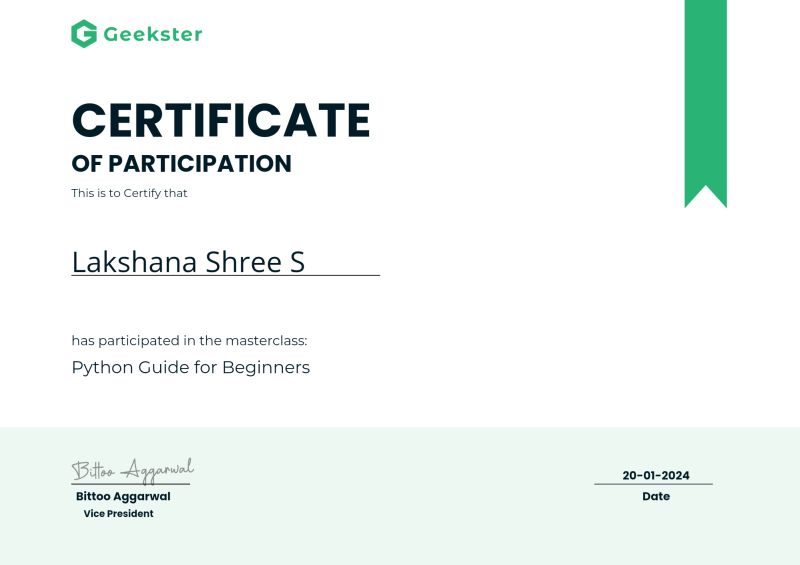 Geekster
CERTIFICATE
OF PARTICIPATION
This is to Certify that
Lakshana Shree S
has participated in the masterclass:
Python Guide for Beginners
Bittoo Aggarwal
Bittoo Aggarwal
Vice President
20-01-2024
Date